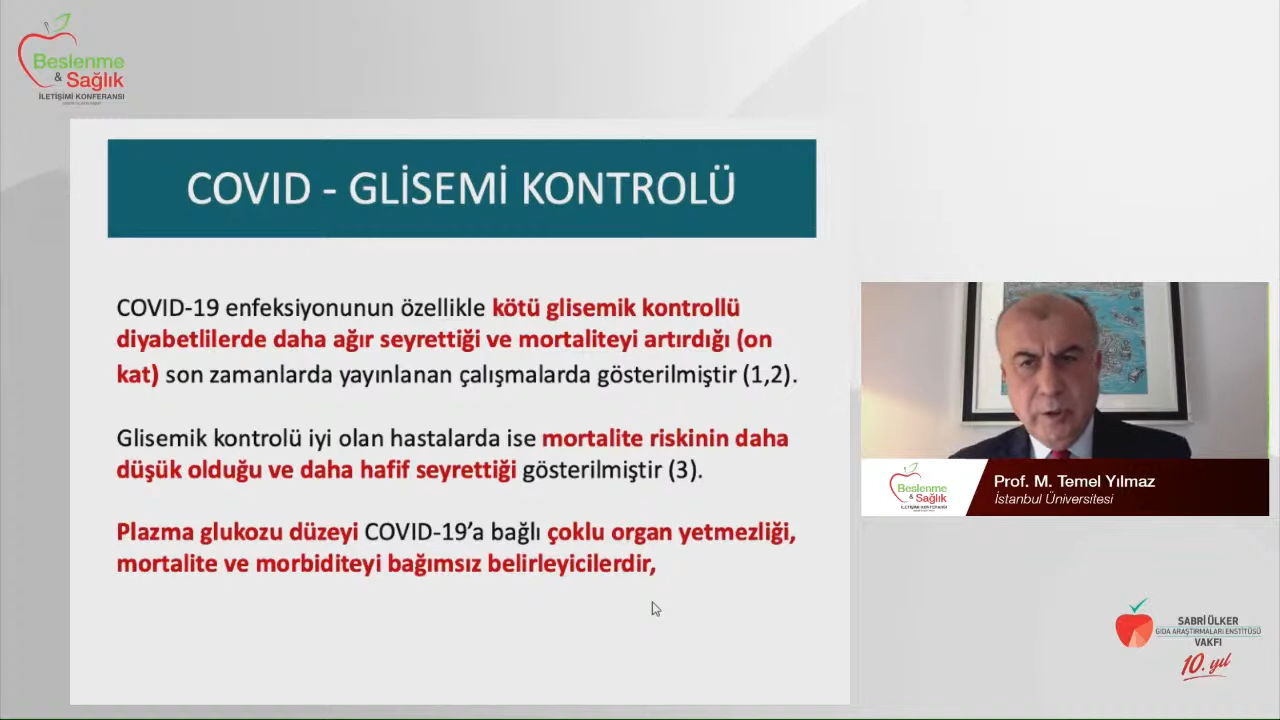 Beslenme
& Sağlık
İLETİŞİMİ KONFERANSI
COVID - GLİSEMİ KONTROLÜ
COVID-19 enfeksiyonunun özellikle kötü glisemik kontrollü
diyabetlilerde daha ağır seyrettiği ve mortaliteyi artırdığı (on
kat) son zamanlarda yayınlanan çalışmalarda gösterilmiştir (1,2).
Glisemik kontrolü iyi olan hastalarda ise mortalite riskinin daha
düşük olduğu ve daha hafif seyrettiği gösterilmiştir (3).
Plazma glukozu düzeyi COVID-19’a bağlı çoklu organ yetmezliği,
mortalite ve morbiditeyi bağımsız belirleyicilerdir,
Beslenme
& Sağlık
İLETİŞİMİ KONFERANSI
Prof. M. Temel Yılmaz
İstanbul Üniversitesi
SABRİ ÜLKER
GIDA ARAŞTIRMALARI ENSTİTÜSÜ
VAKFI
10. yıl